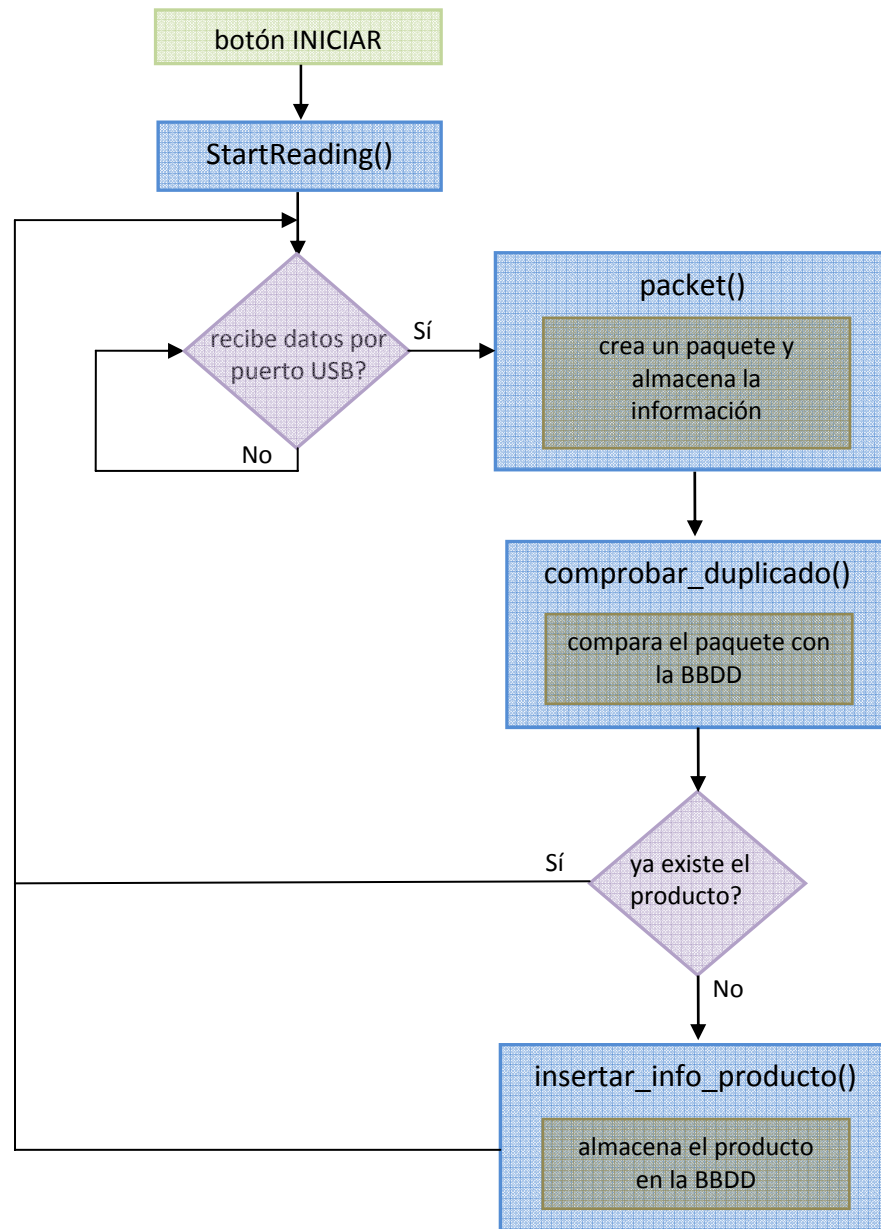 botón INICIAR
StartReading()
recibe datos por
puerto USB?
Sí
No
packet()
crea un paquete y
almacena la
información
comprobar_duplicado()
compara el paquete con
la BBDD
ya existe el
producto?
Sí
No
insertar_info_producto()
almacena el producto
en la BBDD